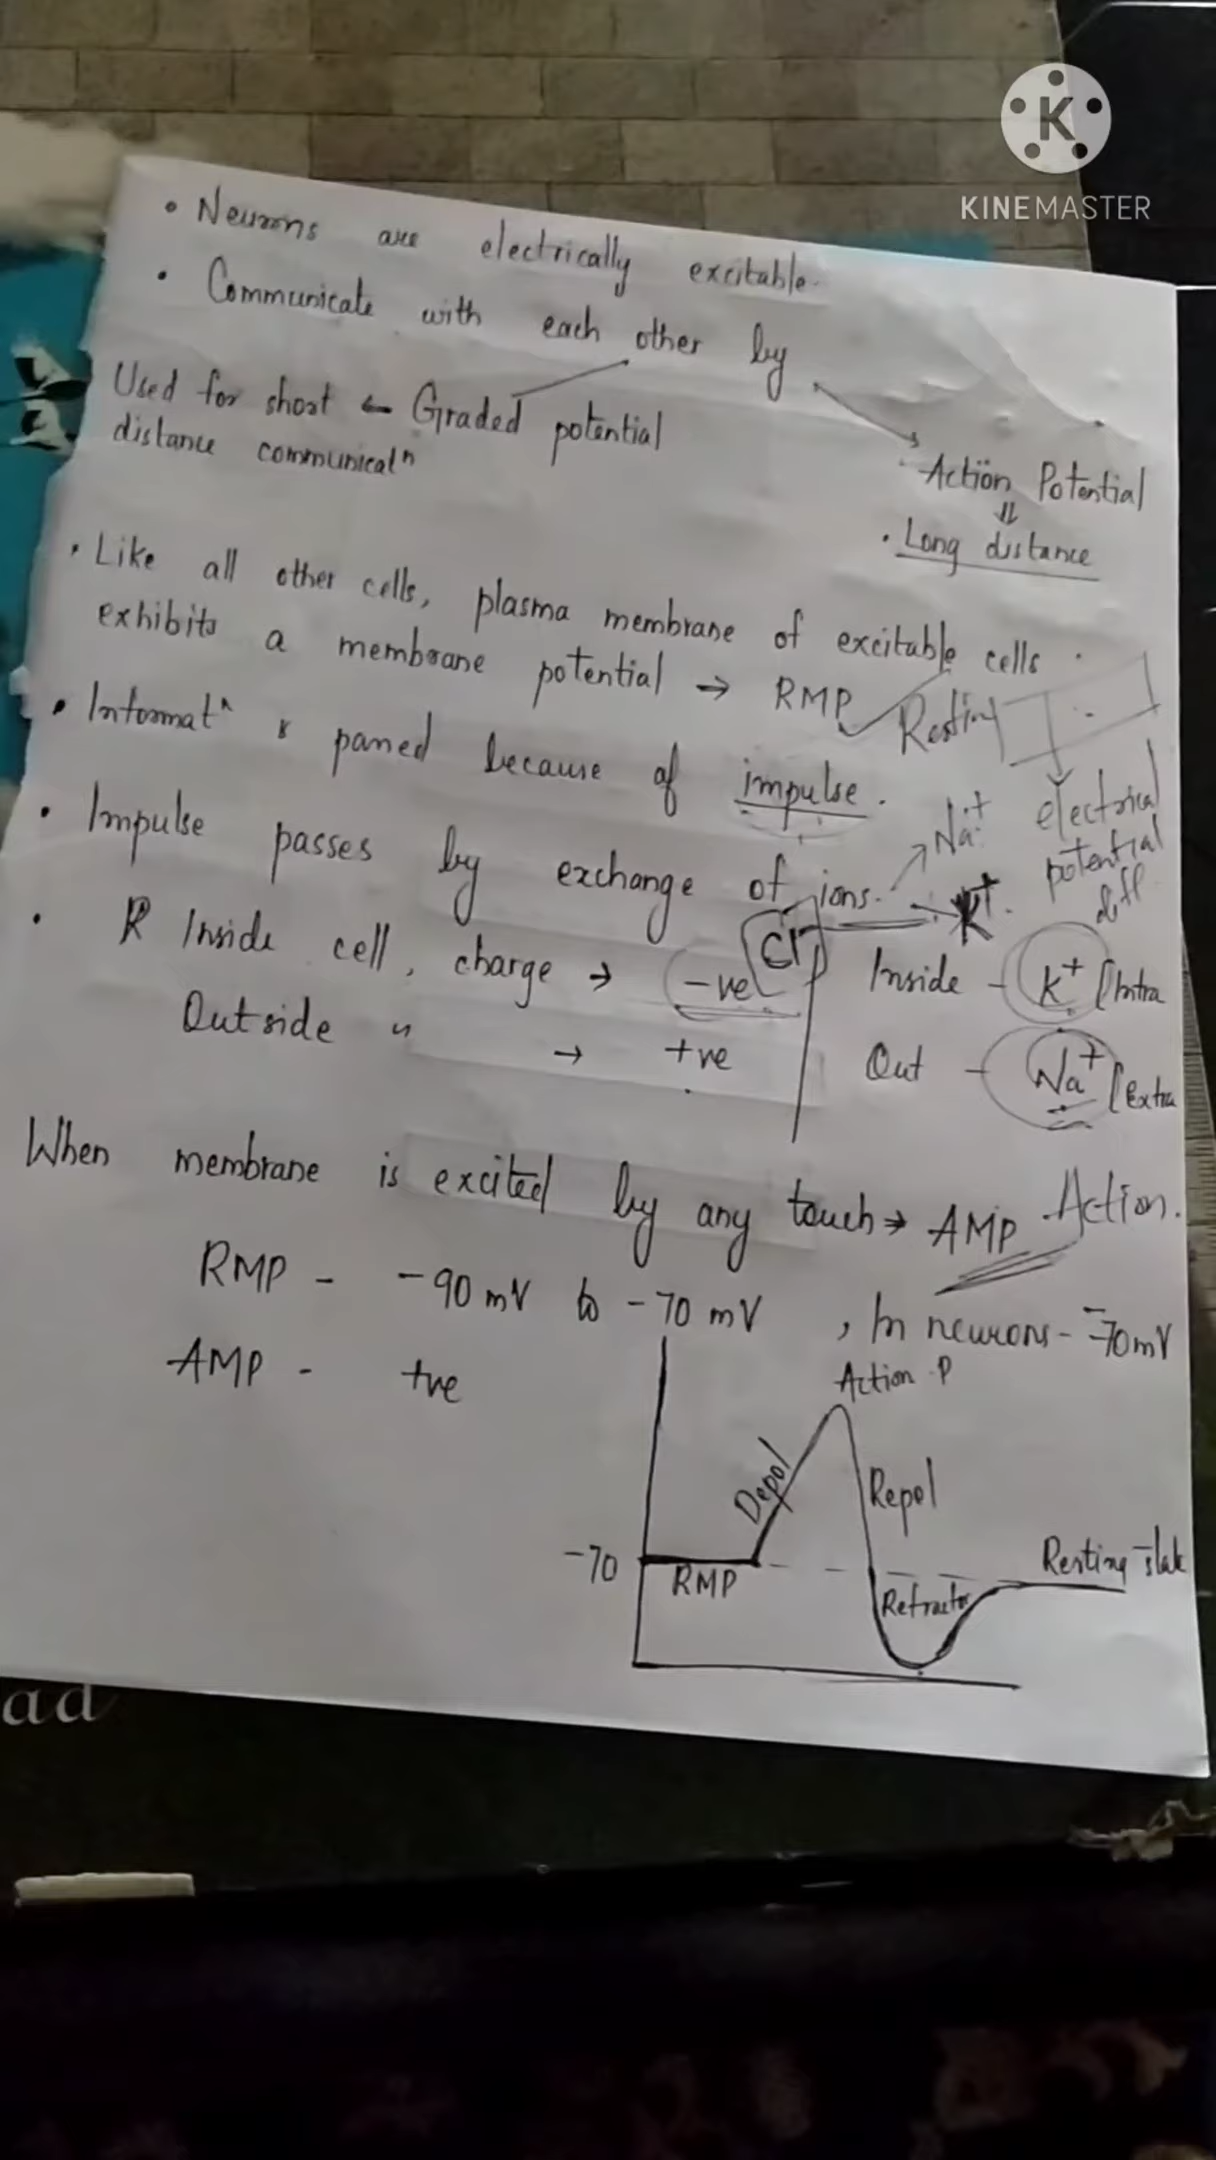 K
KINEMASTER
• Neurons are electrically excitable.
• Communicate with each other by
Used for short ← Graded potential
distance communicatⁿ
Action Potential
⇓
• Long distance
• Like all other cells, plasma membrane of excitable cells
exhibits a membrane potential → RMP Resting
electrical
potential
diff
• Informatⁿ is passed because of impulse.
• Impulse passes by exchange of ions.
Na+
K+
Cl-
• R Inside cell, charge → -ve
Outside " → +ve
Inside - K+ [Intra
Out - Na+ [extra
When membrane is excited by any touch → AMP Action.
RMP - -90 mV to -70 mV , In neurons - -70mV
AMP - +ve
Action P
Depol
Repol
-70
RMP
Refractor
Resting state
ad